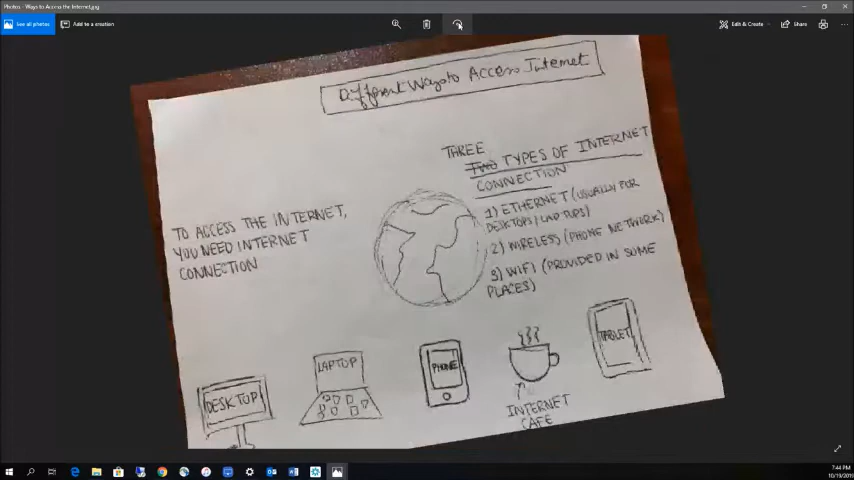 Photos - Ways to Access the Internet.jpg
See all photos
Add to a creation
Edit & Create
Share
Different Ways to Access Internet
THREE
TWO TYPES OF INTERNET
CONNECTION
1) ETHERNET (USUALLY FOR
DESKTOPS/LAPTOPS)
2) WIRELESS (PHONE NETWORK)
3) WIFI (PROVIDED IN SOME
PLACES)
TO ACCESS THE INTERNET,
YOU NEED INTERNET
CONNECTION
DESKTOP
LAPTOP
PHONE
INTERNET
CAFE
TABLET
7:44 PM